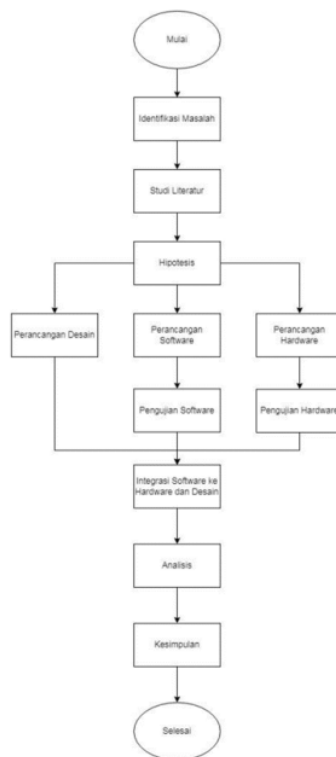 Mulai
Identifikasi Masalah
Studi Literatur
Hipotesis
Perancangan Desain
Perancangan
Software
Perancangan
Hardware
Pengujian Software
Pengujian Hardware
Integrasi Software ke
Hardware dan Desain
Analisis
Kesimpulan
Selesai